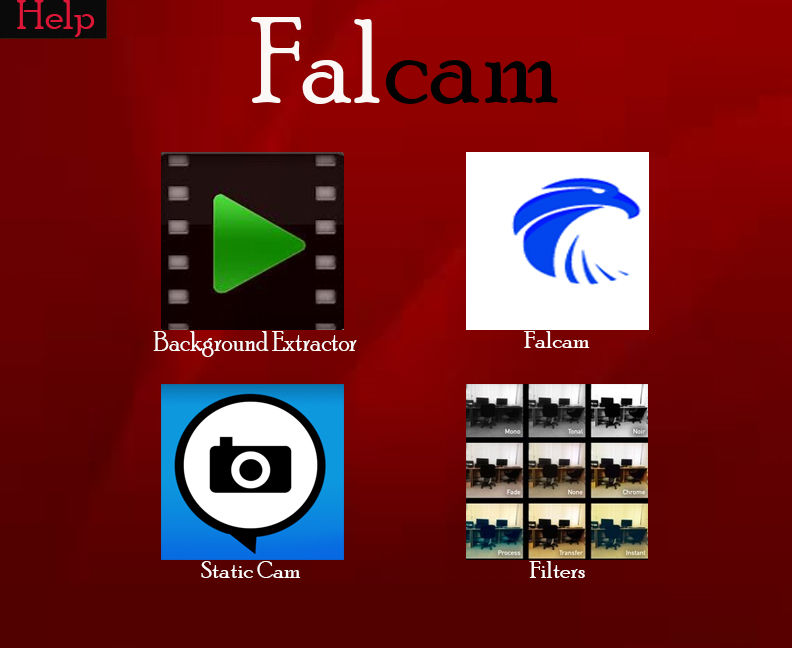 Help
Falcam
Background Extractor
Falcam
Static Cam
Mono
Tonal
Noir
Fade
None
Chrome
Process
Transfer
Instant
Filters